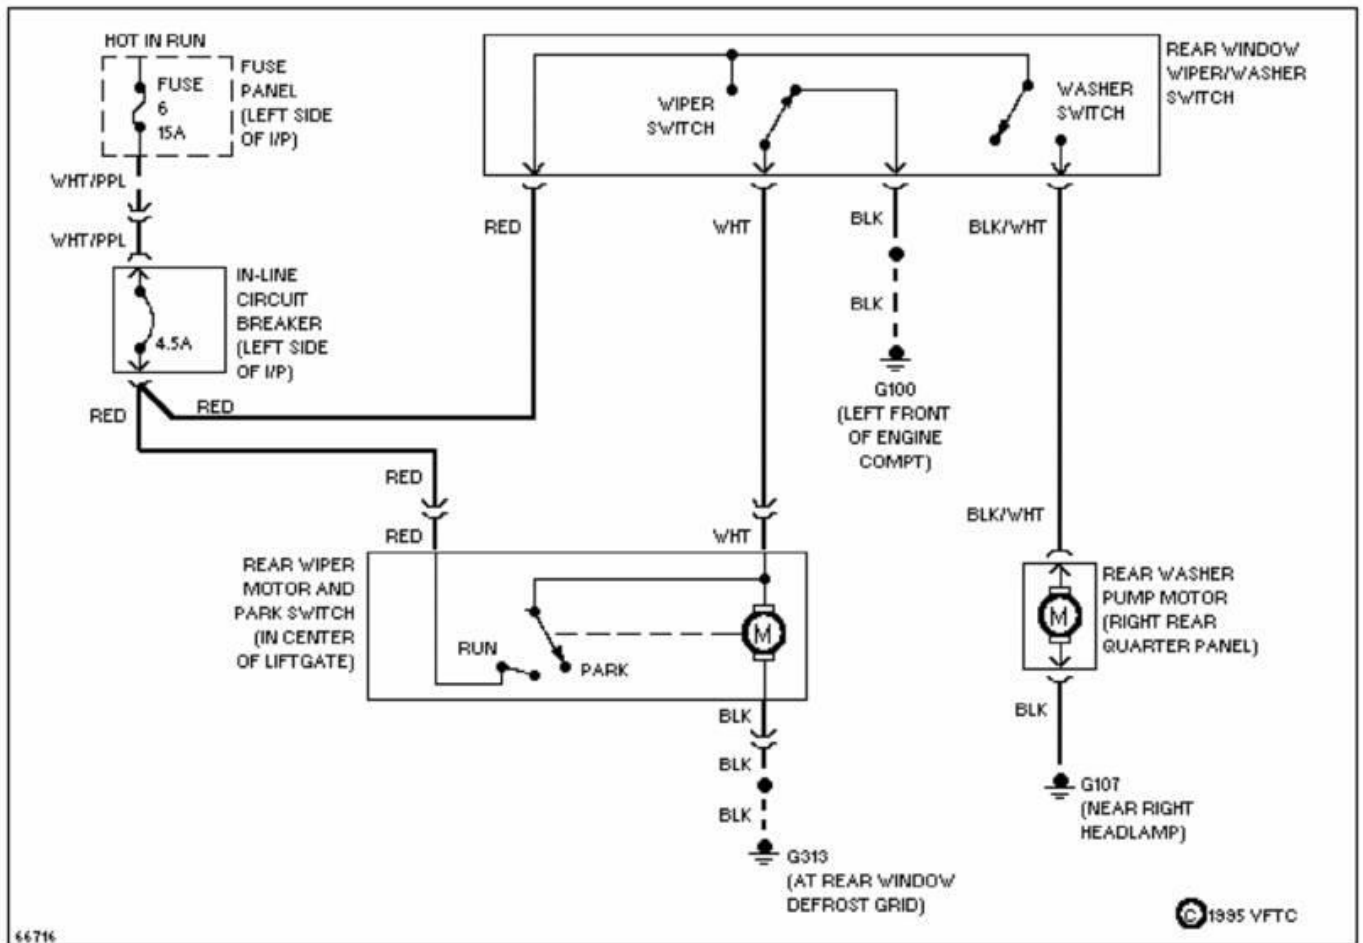 HOT IN RUN
FUSE
6
15A
FUSE
PANEL
(LEFT SIDE
OF I/P)
WHT/PPL
WHT/PPL
IN-LINE
CIRCUIT
BREAKER
(LEFT SIDE
OF I/P)
4.5A
RED
RED
WIPER
SWITCH
WASHER
SWITCH
REAR WINDOW
WIPER/WASHER
SWITCH
RED
WHT
BLK
BLK/WHT
BLK
G100
(LEFT FRONT
OF ENGINE
COMPT)
RED
RED
WHT
BLK/WHT
REAR WIPER
MOTOR AND
PARK SWITCH
(IN CENTER
OF LIFTGATE)
RUN
PARK
M
M
REAR WASHER
PUMP MOTOR
(RIGHT REAR
QUARTER PANEL)
BLK
BLK
BLK
G313
(AT REAR WINDOW
DEFROST GRID)
BLK
G107
(NEAR RIGHT
HEADLAMP)
© 1995 VFTC
66716